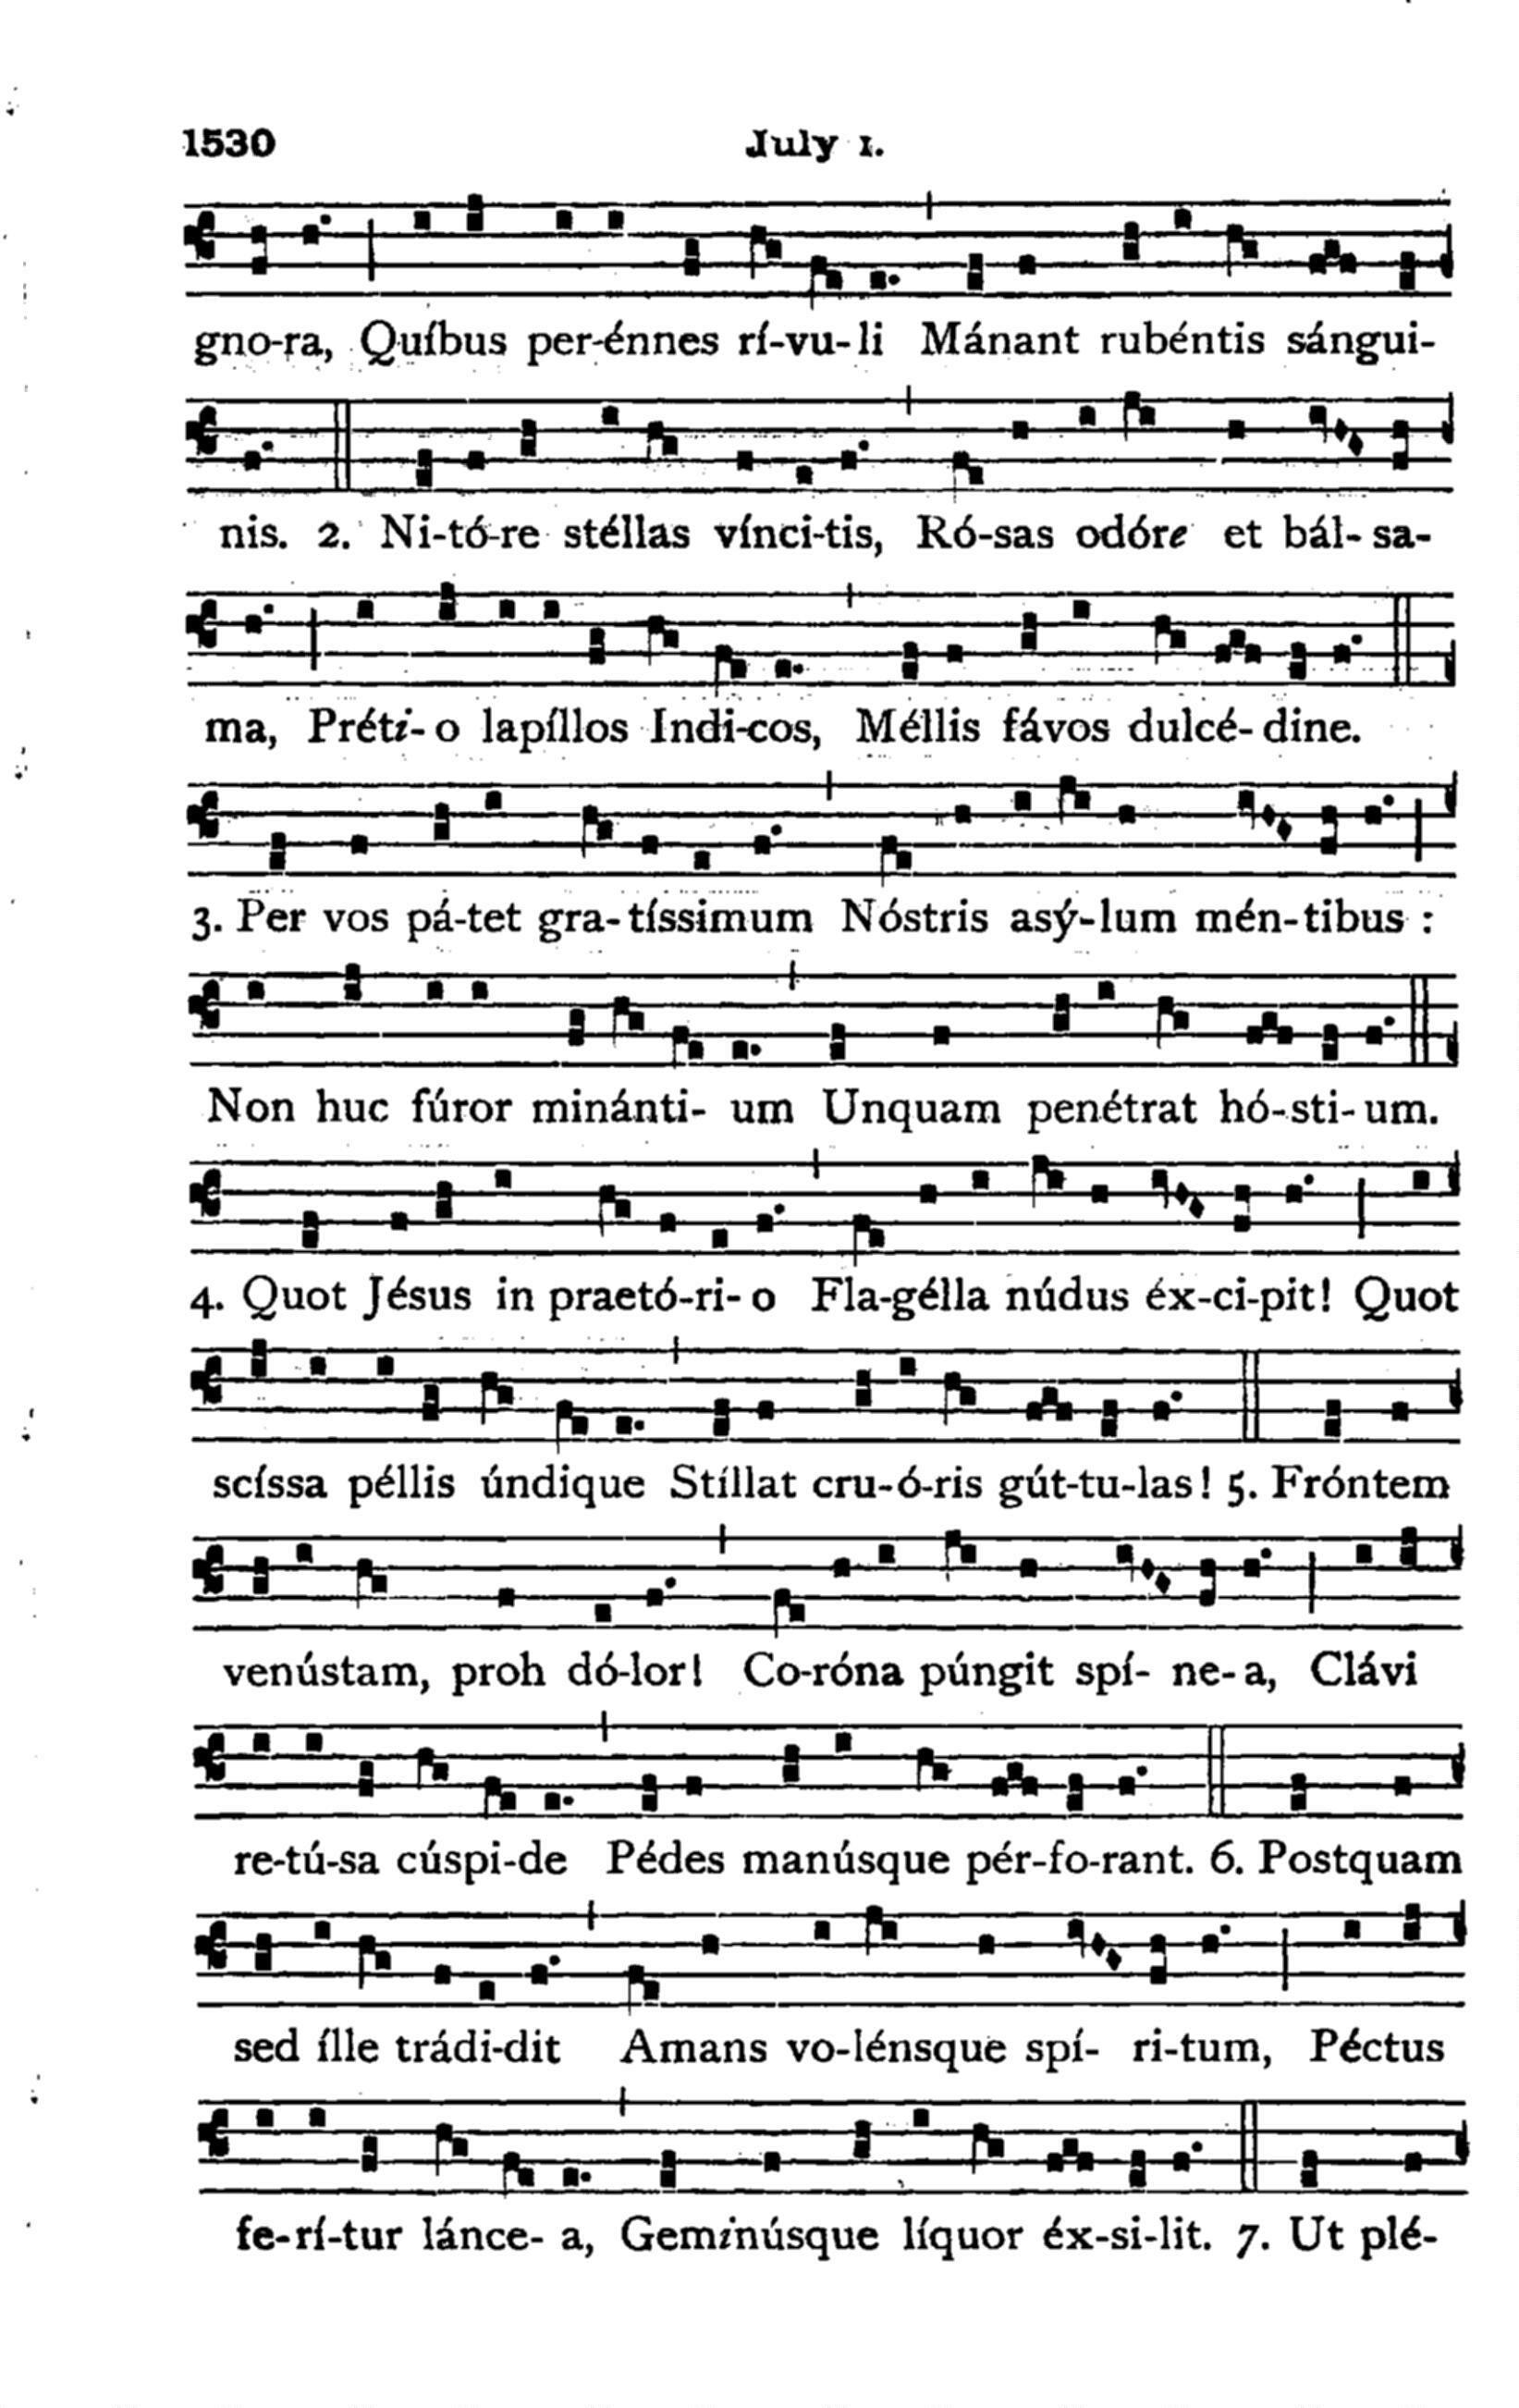 1530 July 1.
gno-ra, Quíbus per-énnes rí-vu-li Mánant rubéntis sángui-
nis. 2. Ni-tó-re stéllas vínci-tis, Ró-sas odóre et bál-sa-
ma, Préti-o lapíllos Indi-cos, Méllis fávos dulcé-dine.
3. Per vos pá-tet gra-tíssimum Nóstris asý-lum mén-tibus :
Non huc fúror minánti- um Unquam penétrat hó-sti-um.
4. Quot Jésus in praetó-ri-o Fla-gélla núdus éx-ci-pit! Quot
scíssa péllis úndique Stíllat cru-ó-ris gút-tu-las! 5. Fróntem
venústam, proh dó-lor! Co-róna púngit spí- ne-a, Clávi
re-tú-sa cúspi-de Pédes manúsque pér-fo-rant. 6. Postquam
sed ílle trádi-dit Amans vo-lénsque spí- ri-tum, Péctus
fe-rí-tur lánce- a, Geminúsque líquor éx-si-lit. 7. Ut plé-